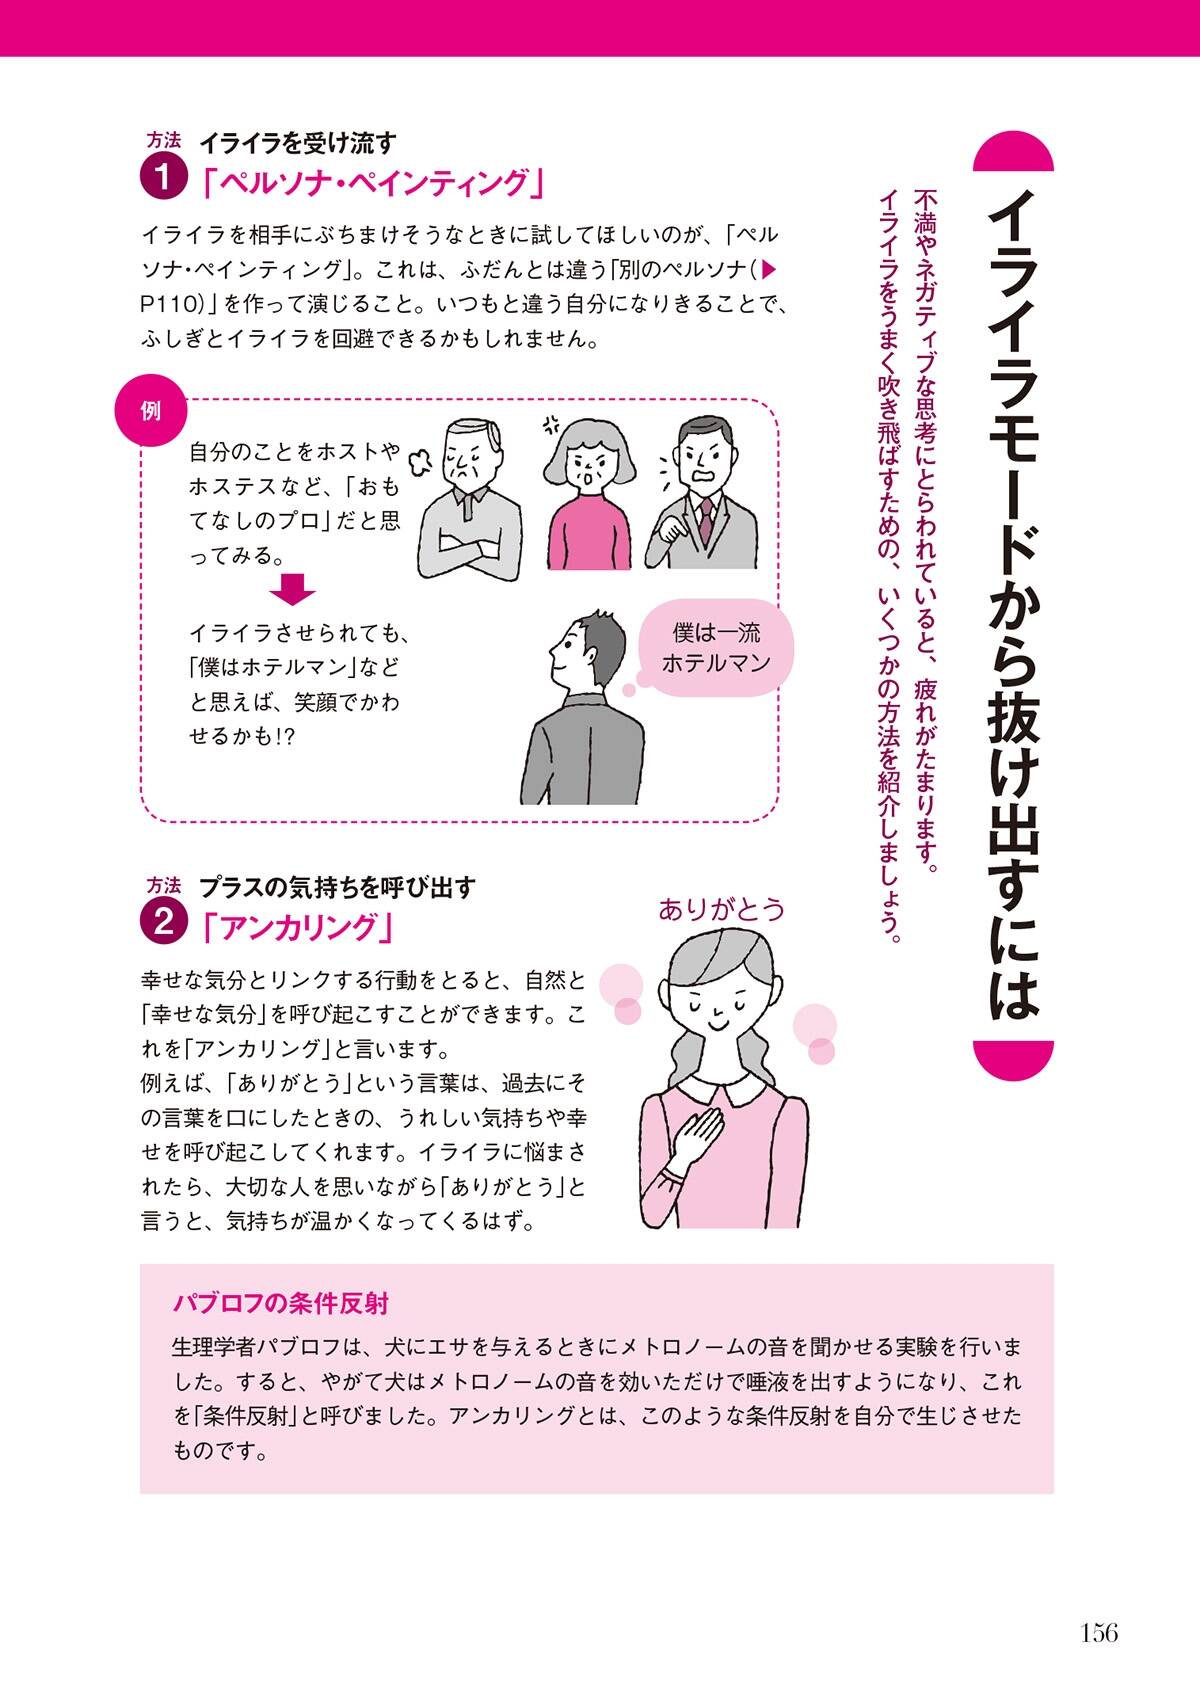 イライラモードから抜け出すには
不満やネガティブな思考にとらわれていると、疲れがたまります。
イライラをうまく吹き飛ばすための、いくつかの方法を紹介しましょう。
方法
1
イライラを受け流す
「ペルソナ・ペインティング」
イライラを相手にぶちまけそうなときに試してほしいのが、「ペル
ソナ・ペインティング」。これは、ふだんとは違う「別のペルソナ(▶
P110)」を作って演じること。いつもと違う自分になりきることで、
ふしぎとイライラを回避できるかもしれません。
例
自分のことをホストや
ホステスなど、「おも
てなしのプロ」だと思
ってみる。
イライラさせられても、
「僕はホテルマン」など
と思えば、笑顔でかわ
せるかも!?
僕は一流
ホテルマン
方法
2
プラスの気持ちを呼び出す
「アンカリング」
幸せな気分とリンクする行動をとると、自然と
「幸せな気分」を呼び起こすことができます。こ
れを「アンカリング」と言います。
例えば、「ありがとう」という言葉は、過去にそ
の言葉を口にしたときの、うれしい気持ちや幸
せを呼び起こしてくれます。イライラに悩まさ
れたら、大切な人を思いながら「ありがとう」と
言うと、気持ちが温かくなってくるはず。
ありがとう
パブロフの条件反射
生理学者パブロフは、犬にエサを与えるときにメトロノームの音を聞かせる実験を行いま
した。すると、やがて犬はメトロノームの音を効いただけで唾液を出すようになり、これ
を「条件反射」と呼びました。アンカリングとは、このような条件反射を自分で生じさせた
ものです。
156